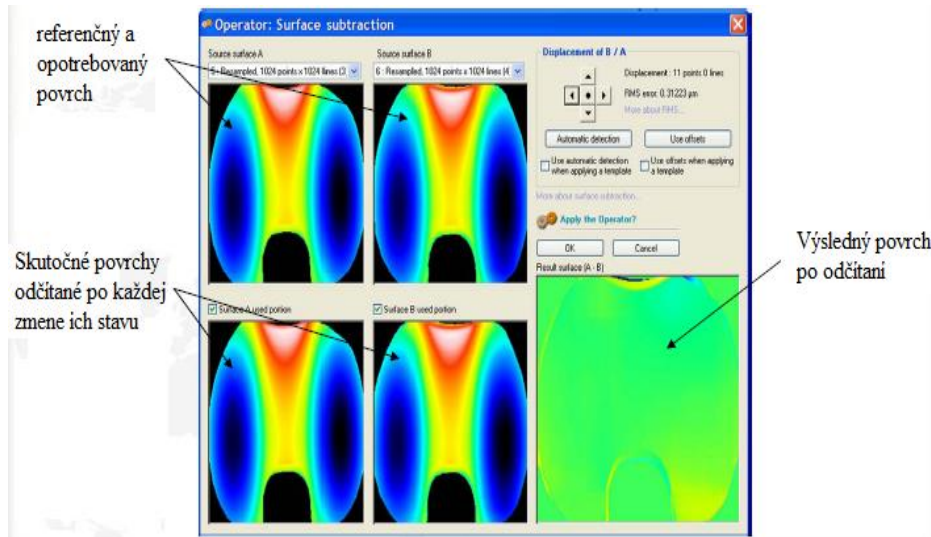 referenčný a
opotrebovaný
povrch
Skutočné povrchy
odčítané po každej
zmene ich stavu
Operator: Surface subtraction
Source surface A
5 : Resampled, 1024 points x 1024 lines (3
Source surface B
6 : Resampled, 1024 points x 1024 lines (4
Displacement of B / A
Displacement : 11 points 0 lines
RMS error: 0.31223 µm
More about RMS...
Automatic detection
Use offsets
Use automatic detection
when applying a template
Use offsets when applying
a template
More about surface subtraction...
Apply the Operator?
OK
Cancel
Result surface (A - B)
Surface A used portion
Surface B used portion
Výsledný povrch
po odčítaní